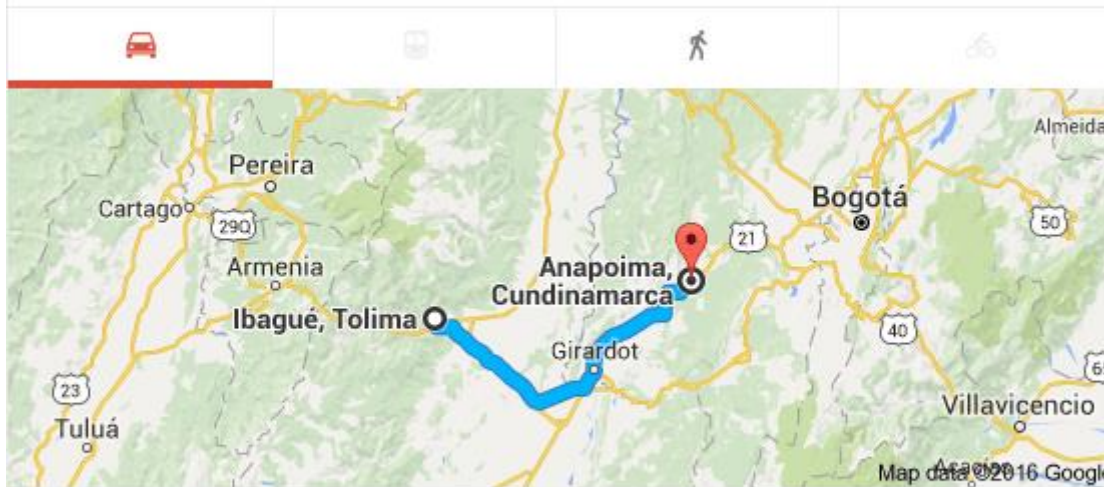 Almeida
Pereira
Cartago
Bogotá
29Q
50
21
Anapoima,
Cundinamarca
Armenia
Ibagué, Tolima
40
Girardot
23
Villavicencio
Tuluá
Map data ©2016 Google